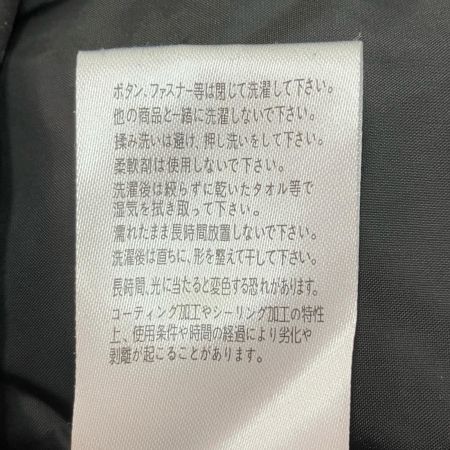 ボタン、ファスナー等は閉じて洗濯して下さい。
他の商品と一緒に洗濯しないで下さい。
揉み洗いは避け、押し洗いをして下さい。
柔軟剤は使用しないで下さい。
洗濯後は絞らずに乾いたタオル等で
湿気を拭き取って下さい。
濡れたまま長時間放置しないで下さい。
洗濯後は直ちに、形を整えて干して下さい。
長時間、光に当たると変色する恐れがあります。
コーティング加工やシーリング加工の特性
上、使用条件や時間の経過により劣化や
剥離が起こることがあります。